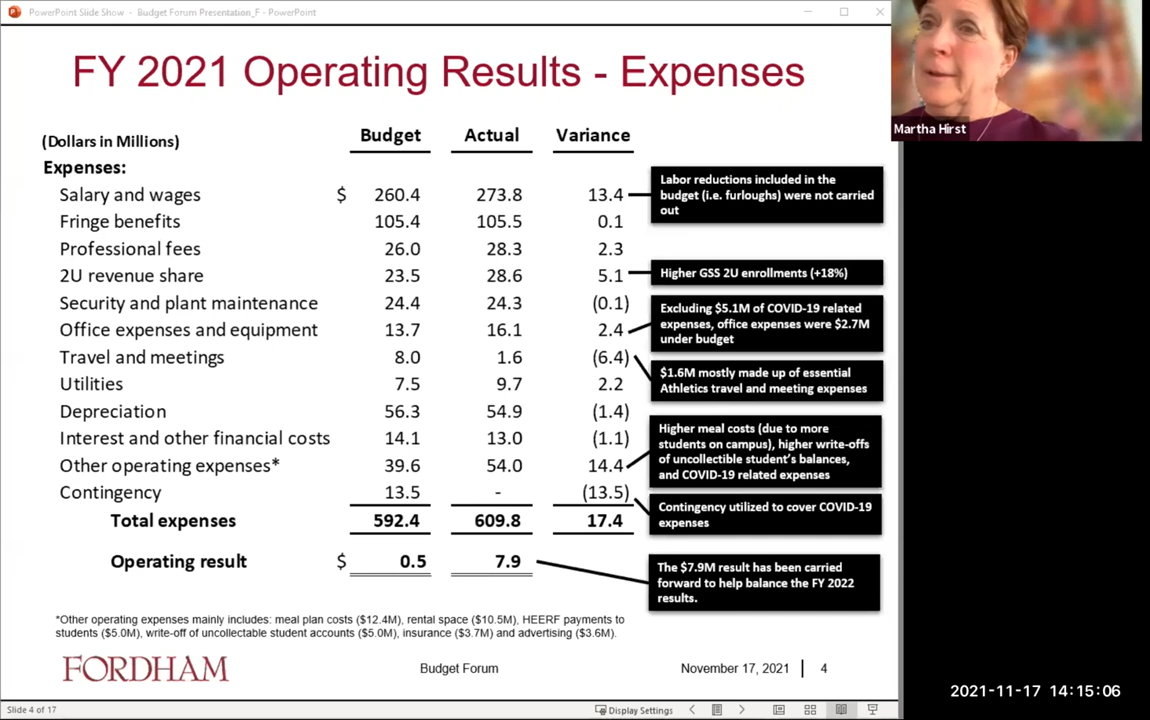 PowerPoint Slide Show - Budget Forum Presentation_F - PowerPoint
FY 2021 Operating Results - Expenses
Martha Hirst
(Dollars in Millions) Budget Actual Variance
Expenses:
Salary and wages $ 260.4 273.8 13.4
Fringe benefits 105.4 105.5 0.1
Professional fees 26.0 28.3 2.3
2U revenue share 23.5 28.6 5.1
Security and plant maintenance 24.4 24.3 (0.1)
Office expenses and equipment 13.7 16.1 2.4
Travel and meetings 8.0 1.6 (6.4)
Utilities 7.5 9.7 2.2
Depreciation 56.3 54.9 (1.4)
Interest and other financial costs 14.1 13.0 (1.1)
Other operating expenses* 39.6 54.0 14.4
Contingency 13.5 - (13.5)
Total expenses 592.4 609.8 17.4
Operating result $ 0.5 7.9
Labor reductions included in the
budget (i.e. furloughs) were not carried
out
Higher GSS 2U enrollments (+18%)
Excluding $5.1M of COVID-19 related
expenses, office expenses were $2.7M
under budget
$1.6M mostly made up of essential
Athletics travel and meeting expenses
Higher meal costs (due to more
students on campus), higher write-offs
of uncollectible student's balances,
and COVID-19 related expenses
Contingency utilized to cover COVID-19
expenses
The $7.9M result has been carried
forward to help balance the FY 2022
results.
*Other operating expenses mainly includes: meal plan costs ($12.4M), rental space ($10.5M), HEERF payments to
students ($5.0M), write-off of uncollectable student accounts ($5.0M), insurance ($3.7M) and advertising ($3.6M).
FORDHAM Budget Forum November 17, 2021 4
2021-11-17 14:15:06
Slide 4 of 17 Display Settings